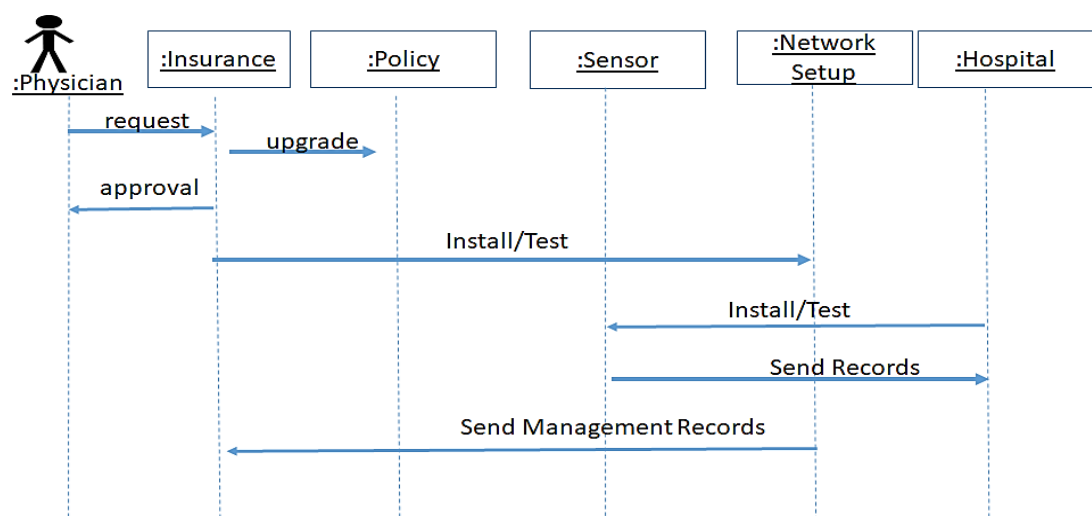 :Physician
:Insurance
:Policy
:Sensor
:Network
Setup
:Hospital
request
upgrade
approval
Install/Test
Install/Test
Send Records
Send Management Records